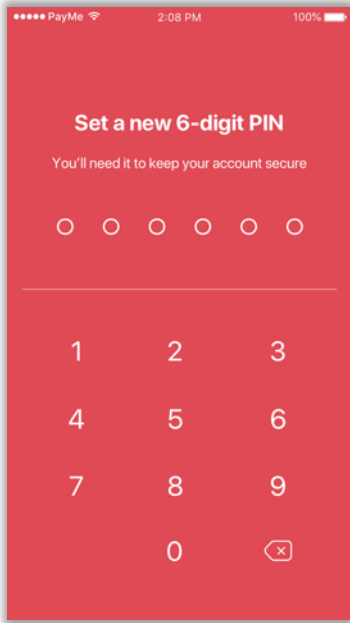 PayMe 2:08 PM 100%
Set a new 6-digit PIN
You'll need it to keep your account secure
1 2 3
4 5 6
7 8 9
0